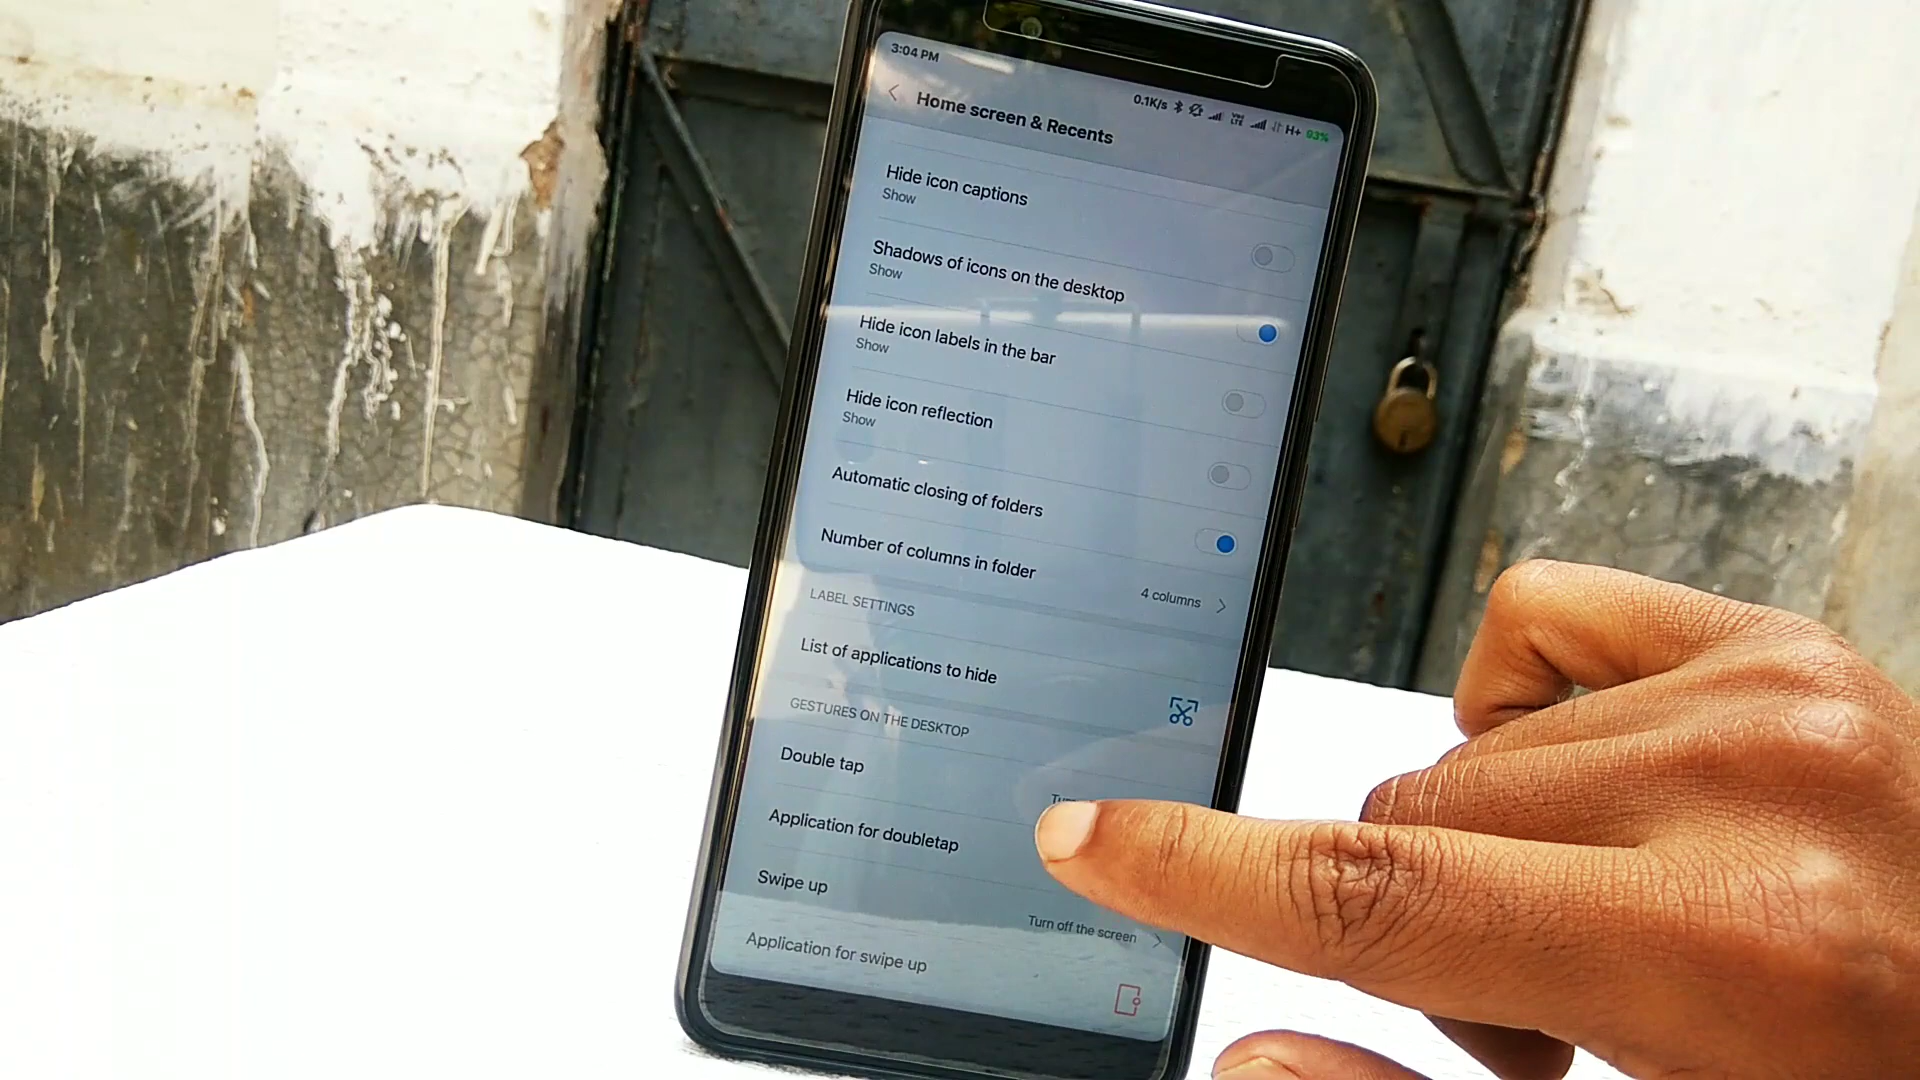 3:04 PM
0.1K/s VoLTE H+ 93%
Home screen & Recents
Hide icon captions
Show
Shadows of icons on the desktop
Show
Hide icon labels in the bar
Show
Hide icon reflection
Show
Automatic closing of folders
Number of columns in folder
4 columns
LABEL SETTINGS
List of applications to hide
GESTURES ON THE DESKTOP
Double tap
Application for doubletap
Swipe up
Turn off the screen
Application for swipe up